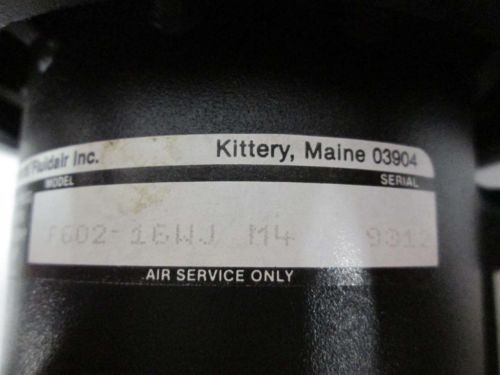 /Fluidair Inc. Kittery, Maine 03904
MODEL SERIAL
F602-16WJ M4 9312
AIR SERVICE ONLY